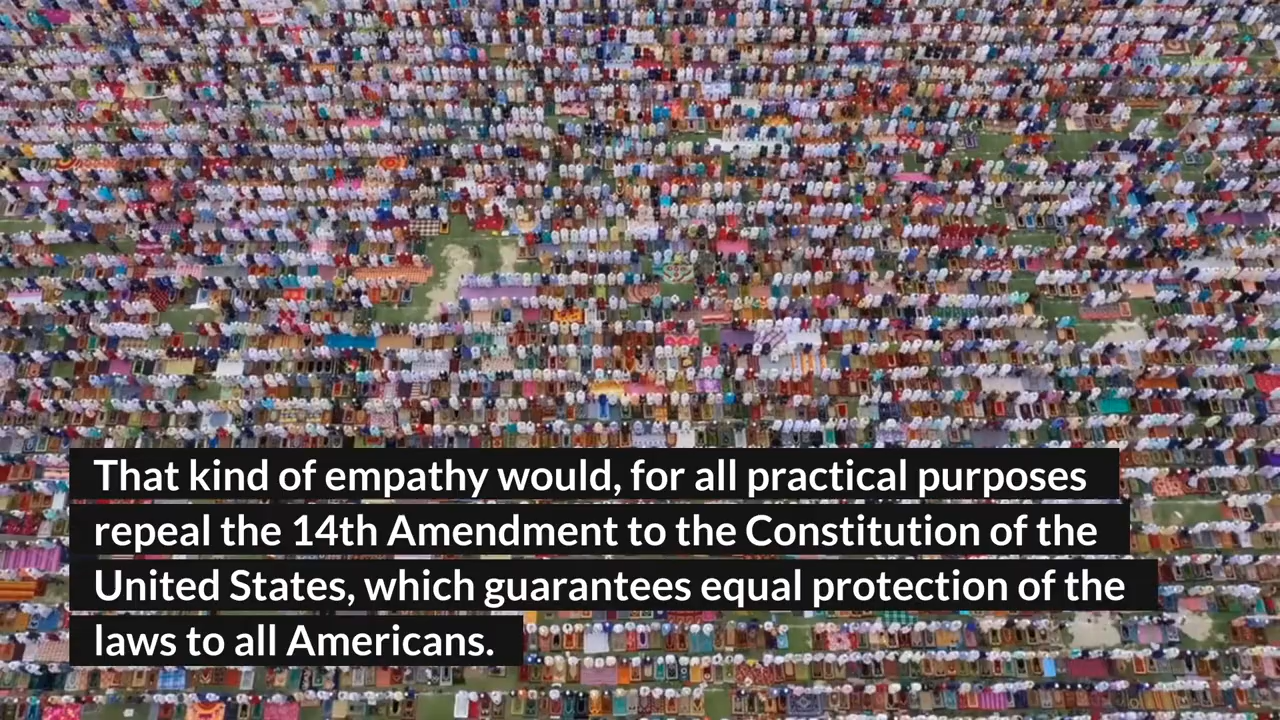 That kind of empathy would, for all practical purposes
repeal the 14th Amendment to the Constitution of the
United States, which guarantees equal protection of the
laws to all Americans.